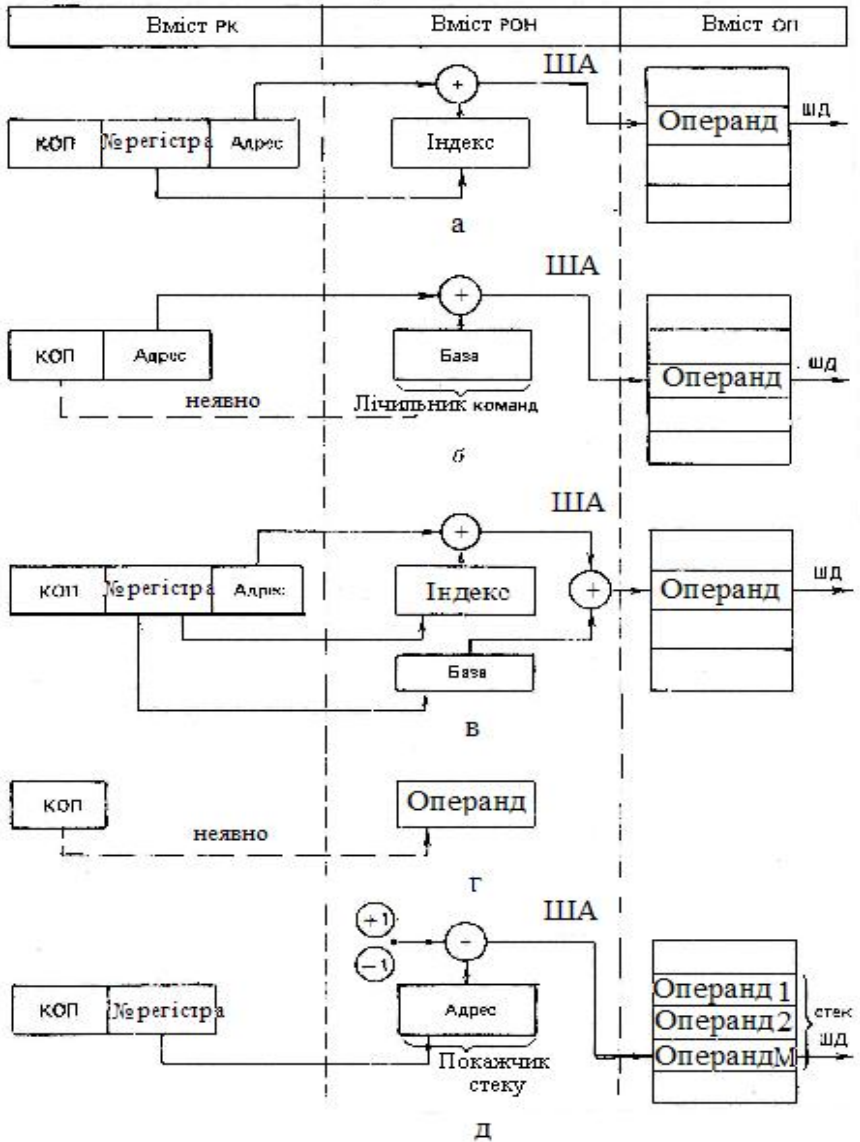 Вміст РК
Вміст РОН
Вміст ОП
ША
+
КОП
№регістра
Адрес
Індекс
Операнд
ШД
а
ША
+
КОП
Адрес
База
Операнд
ШД
неявно
Лічильник команд
б
ША
+
КОП
№регістра
Адрес
Індекс
+
Операнд
ШД
База
в
КОП
Операнд
неявно
г
ША
+1
−1
−
КОП
№регістра
Адрес
Покажчик
стеку
Операнд 1
Операнд 2
Операнд М
стек
ШД
д